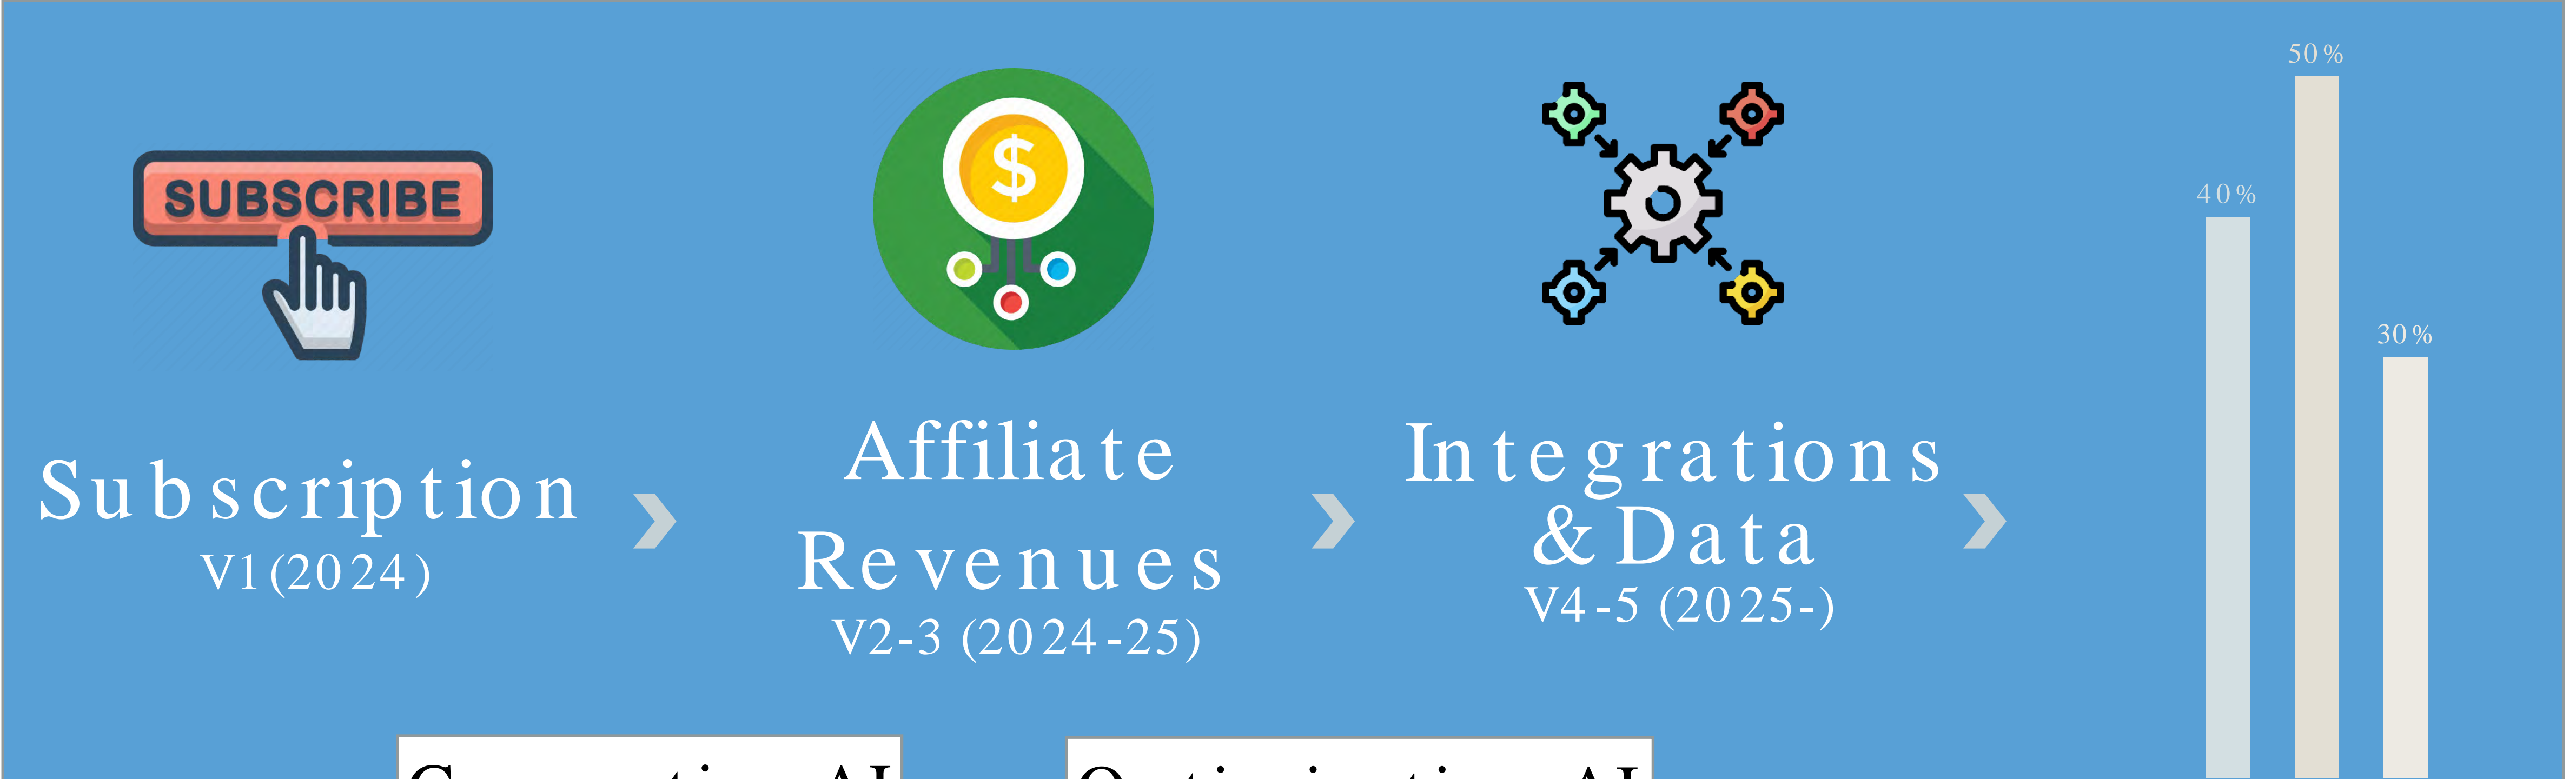 SUBSCRIBE
$
Subscription
V1 (2024)
Affiliate
Revenues
V2-3 (2024-25)
Integrations
& Data
V4-5 (2025-)
40%
50%
30%